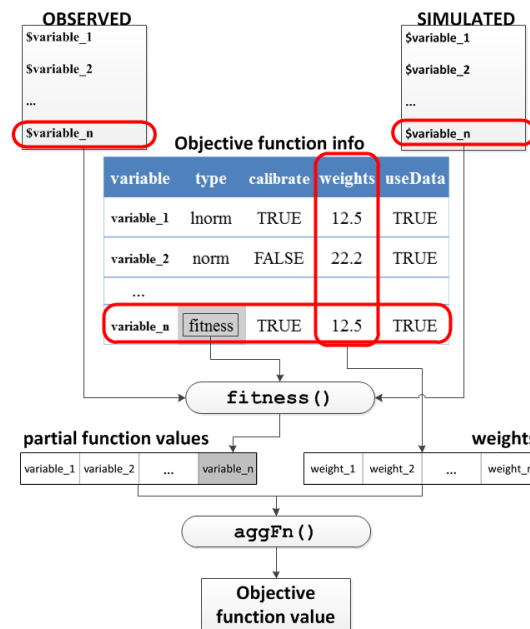 OBSERVED
SIMULATED
$variable_1
$variable_2
...
$variable_n
$variable_1
$variable_2
...
$variable_n
Objective function info
variable type calibrate weights useData
variable_1 lnorm TRUE 12.5 TRUE
variable_2 norm FALSE 22.2 TRUE
...
variable_n fitness TRUE 12.5 TRUE
fitness()
partial function values
weights
variable_1 variable_2 ... variable_n
weight_1 weight_2 ... weight_n
aggFn()
Objective
function value